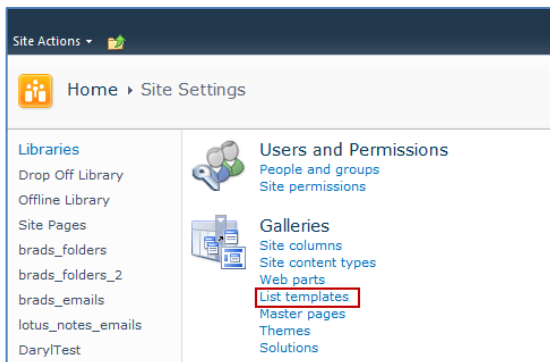 Site Actions
Home ▸ Site Settings
Libraries
Drop Off Library
Offline Library
Site Pages
brads_folders
brads_folders_2
brads_emails
lotus_notes_emails
DarylTest
Users and Permissions
People and groups
Site permissions
Galleries
Site columns
Site content types
Web parts
List templates
Master pages
Themes
Solutions